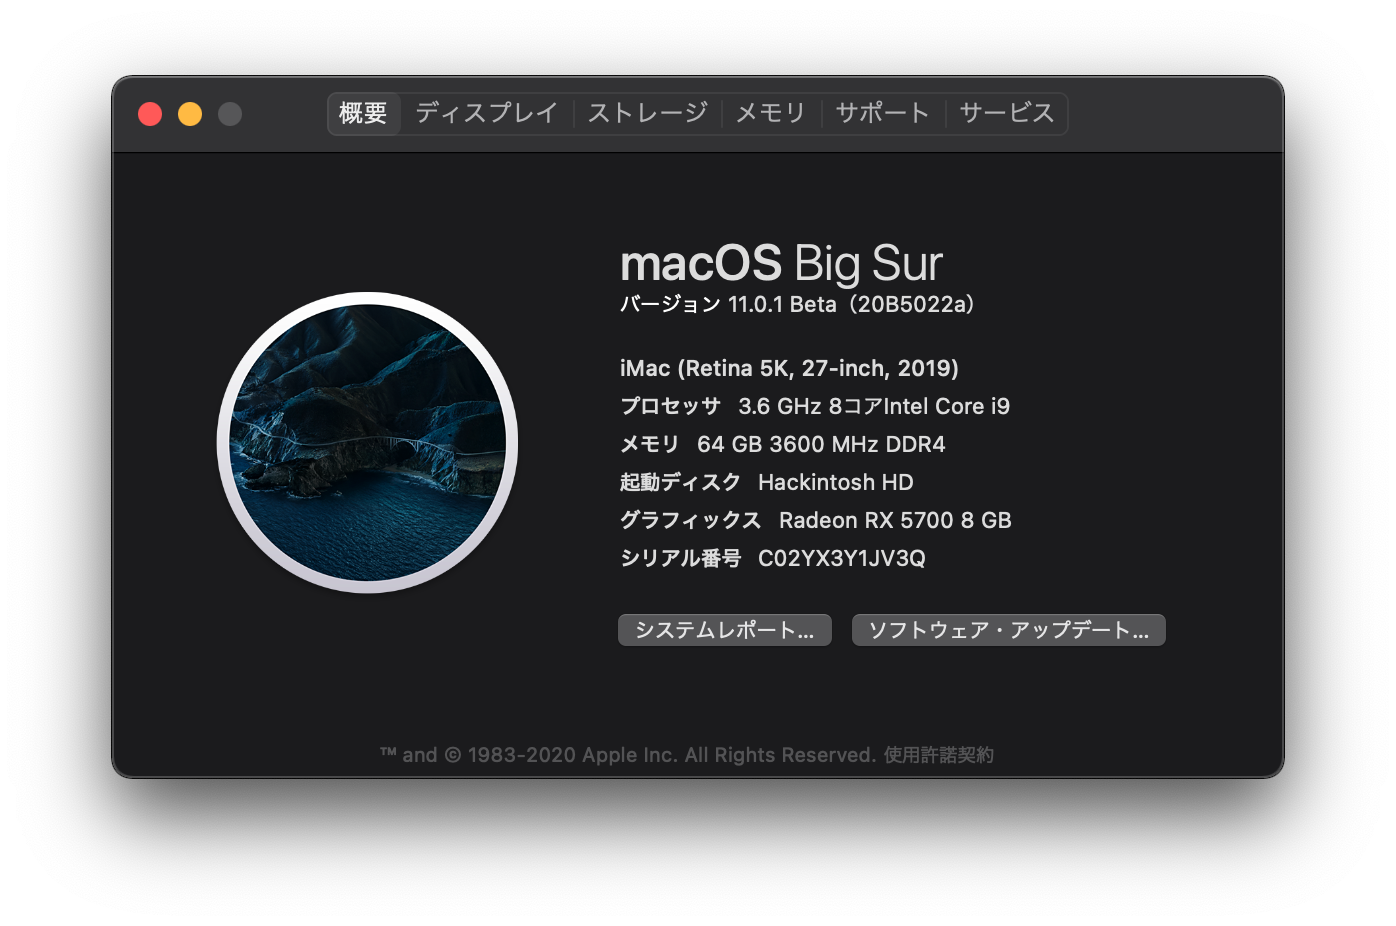 概要 ディスプレイ ストレージ メモリ サポート サービス
macOS Big Sur
バージョン 11.0.1 Beta（20B5022a）
iMac (Retina 5K, 27-inch, 2019)
プロセッサ 3.6 GHz 8コアIntel Core i9
メモリ 64 GB 3600 MHz DDR4
起動ディスク Hackintosh HD
グラフィックス Radeon RX 5700 8 GB
シリアル番号 C02YX3Y1JV3Q
システムレポート... ソフトウェア・アップデート...
™ and © 1983-2020 Apple Inc. All Rights Reserved. 使用許諾契約